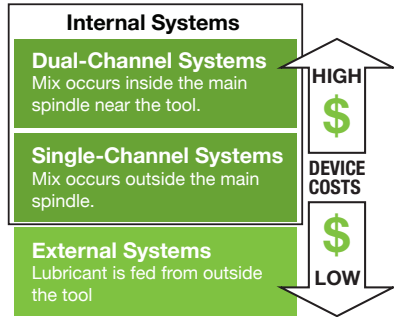 Internal Systems
Dual-Channel Systems
Mix occurs inside the main
spindle near the tool.
Single-Channel Systems
Mix occurs outside the main
spindle.
External Systems
Lubricant is fed from outside
the tool
HIGH
$
DEVICE
COSTS
$
LOW